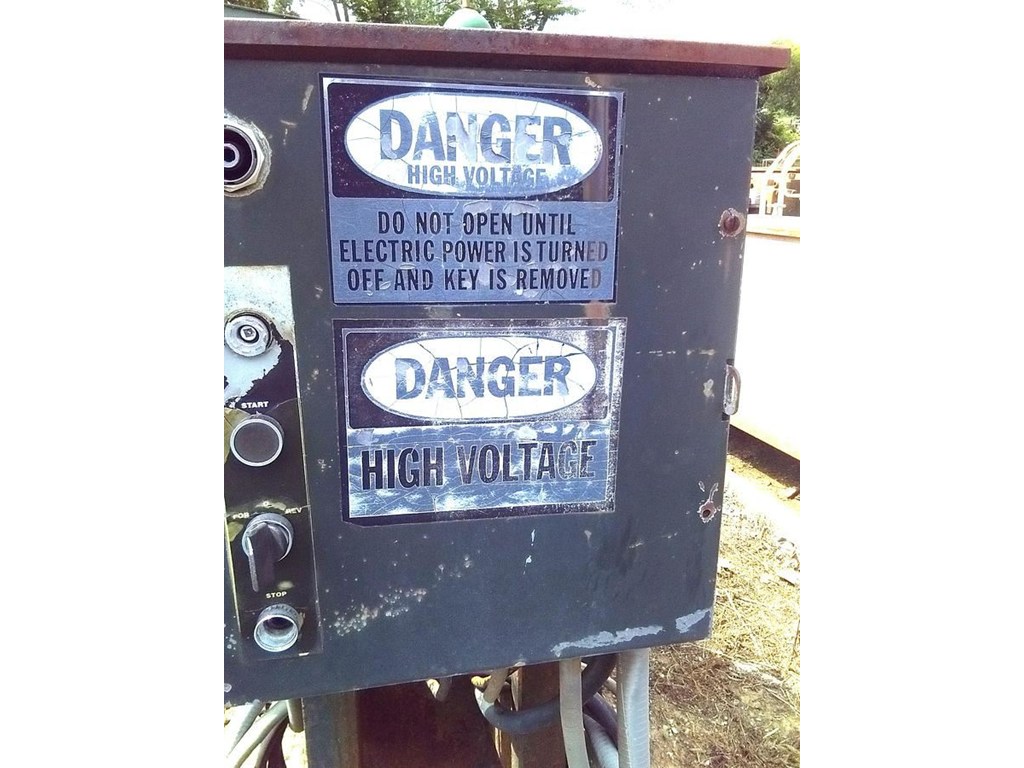 DANGER
HIGH VOLTAGE
DO NOT OPEN UNTIL
ELECTRIC POWER IS TURNED
OFF AND KEY IS REMOVED
DANGER
HIGH VOLTAGE
START
FOR REV
STOP